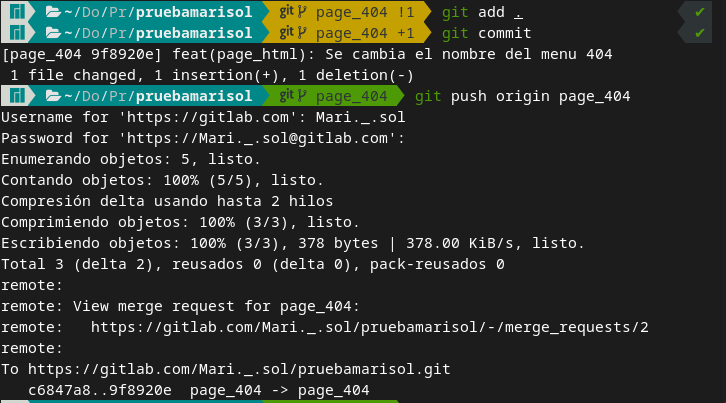 ~/Do/Pr/pruebamarisol git page_404 !1 git add . ✔
~/Do/Pr/pruebamarisol git page_404 +1 git commit ✔
[page_404 9f8920e] feat(page_html): Se cambia el nombre del menu 404
 1 file changed, 1 insertion(+), 1 deletion(-)
~/Do/Pr/pruebamarisol git page_404 git push origin page_404
Username for 'https://gitlab.com': Mari._.sol
Password for 'https://Mari._.sol@gitlab.com':
Enumerando objetos: 5, listo.
Contando objetos: 100% (5/5), listo.
Compresión delta usando hasta 2 hilos
Comprimiendo objetos: 100% (3/3), listo.
Escribiendo objetos: 100% (3/3), 378 bytes | 378.00 KiB/s, listo.
Total 3 (delta 2), reusados 0 (delta 0), pack-reusados 0
remote:
remote: View merge request for page_404:
remote:   https://gitlab.com/Mari._.sol/pruebamarisol/-/merge_requests/2
remote:
To https://gitlab.com/Mari._.sol/pruebamarisol.git
   c6847a8..9f8920e  page_404 -> page_404